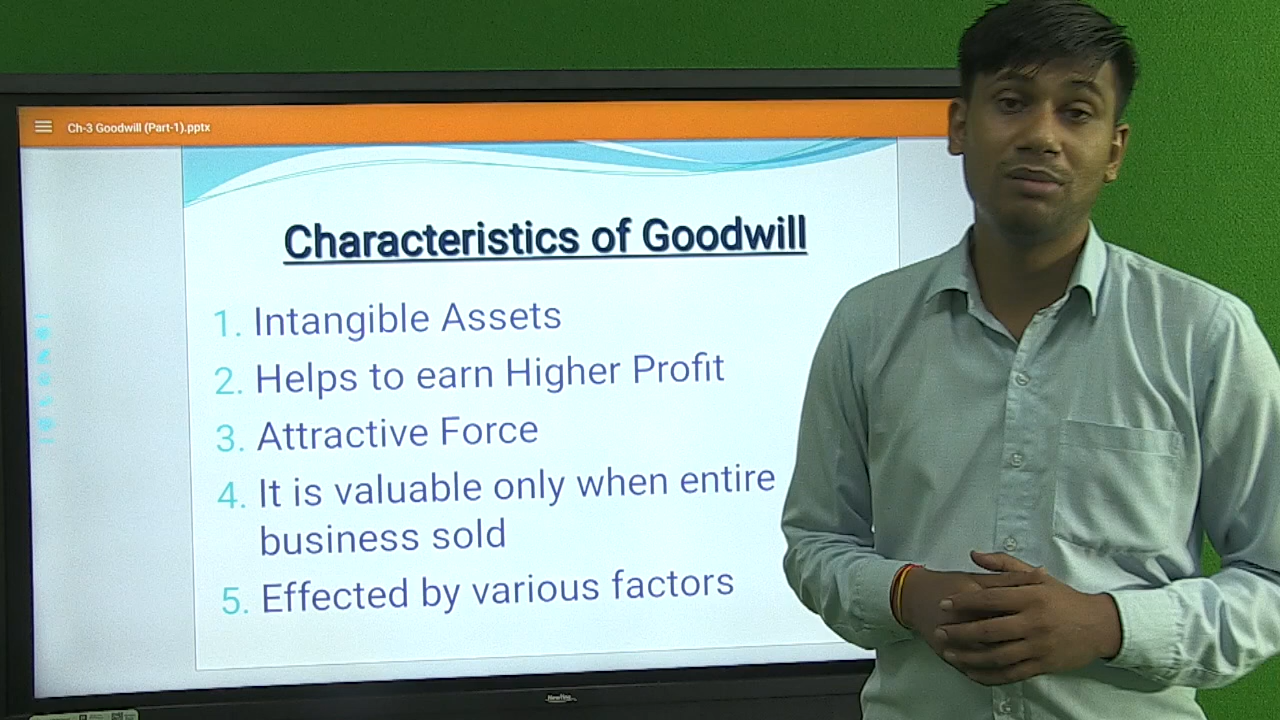 Ch-3 Goodwill (Part-1).pptx
Characteristics of Goodwill
1. Intangible Assets
2. Helps to earn Higher Profit
3. Attractive Force
4. It is valuable only when entire
business sold
5. Effected by various factors